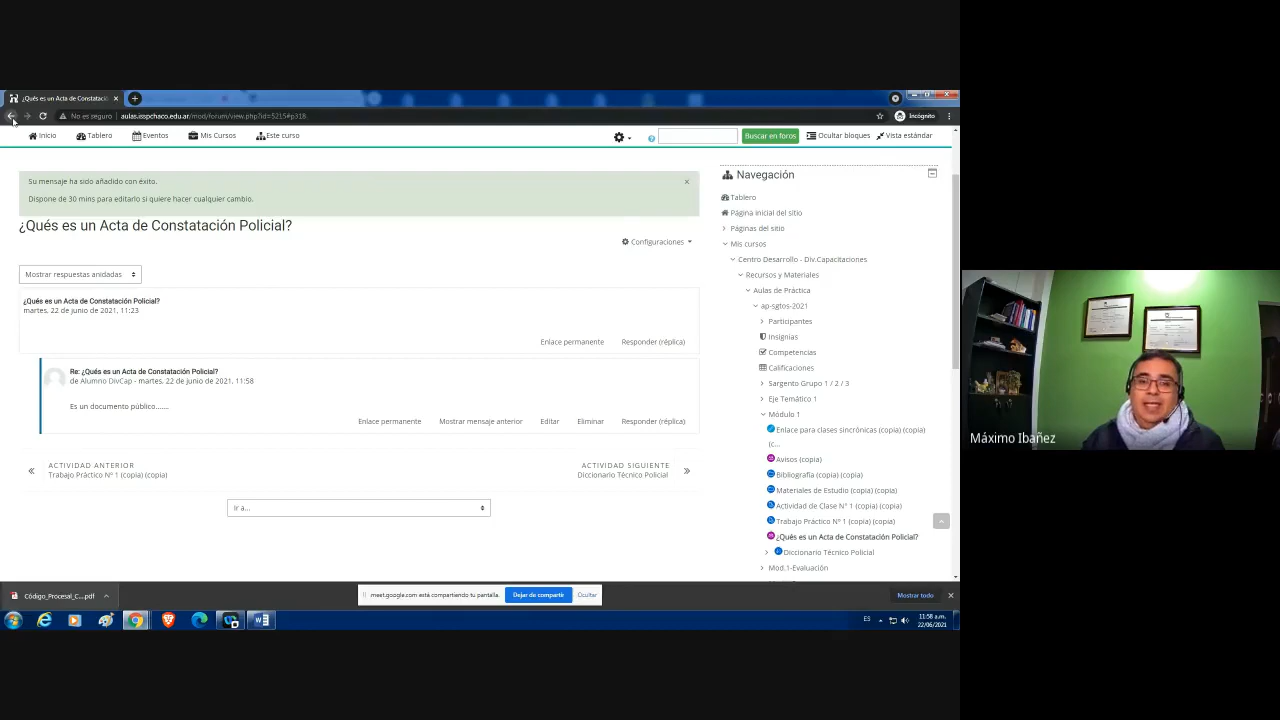 ¿Qués es un Acta de Constatació
No es seguro
aulas.isspchaco.edu.ar/mod/forum/view.php?id=5215#p318
Incógnito
Inicio
Tablero
Eventos
Mis Cursos
Este curso
Buscar en foros
Ocultar bloques
Vista estándar
Su mensaje ha sido añadido con éxito.
Dispone de 30 mins para editarlo si quiere hacer cualquier cambio.
¿Qués es un Acta de Constatación Policial?
Configuraciones
Mostrar respuestas anidadas
¿Qués es un Acta de Constatación Policial?
martes, 22 de junio de 2021, 11:23
Enlace permanente
Responder (réplica)
Re: ¿Qués es un Acta de Constatación Policial?
de Alumno DivCap - martes, 22 de junio de 2021, 11:58
Es un documento público.......
Enlace permanente
Mostrar mensaje anterior
Editar
Eliminar
Responder (réplica)
ACTIVIDAD ANTERIOR
Trabajo Práctico Nº 1 (copia) (copia)
ACTIVIDAD SIGUIENTE
Diccionario Técnico Policial
Ir a...
Navegación
Tablero
Página Inicial del sitio
Páginas del sitio
Mis cursos
Centro Desarrollo - Div.Capacitaciones
Recursos y Materiales
Aulas de Práctica
ap-sgtos-2021
Participantes
Insignias
Competencias
Calificaciones
Sargento Grupo 1 / 2 / 3
Eje Temático 1
Módulo 1
Enlace para clases sincrónicas (copia) (copia)
(c...
Avisos (copia)
Bibliografía (copia) (copia)
Materiales de Estudio (copia) (copia)
Actividad de Clase Nº 1 (copia) (copia)
Trabajo Práctico Nº 1 (copia) (copia)
¿Qués es un Acta de Constatación Policial?
Diccionario Técnico Policial
Mod.1-Evaluación
Código_Procesal_C....pdf
meet.google.com está compartiendo tu pantalla.
Dejar de compartir
Ocultar
Mostrar todo
ES
11:58 a.m.
22/06/2021
Máximo Ibañez